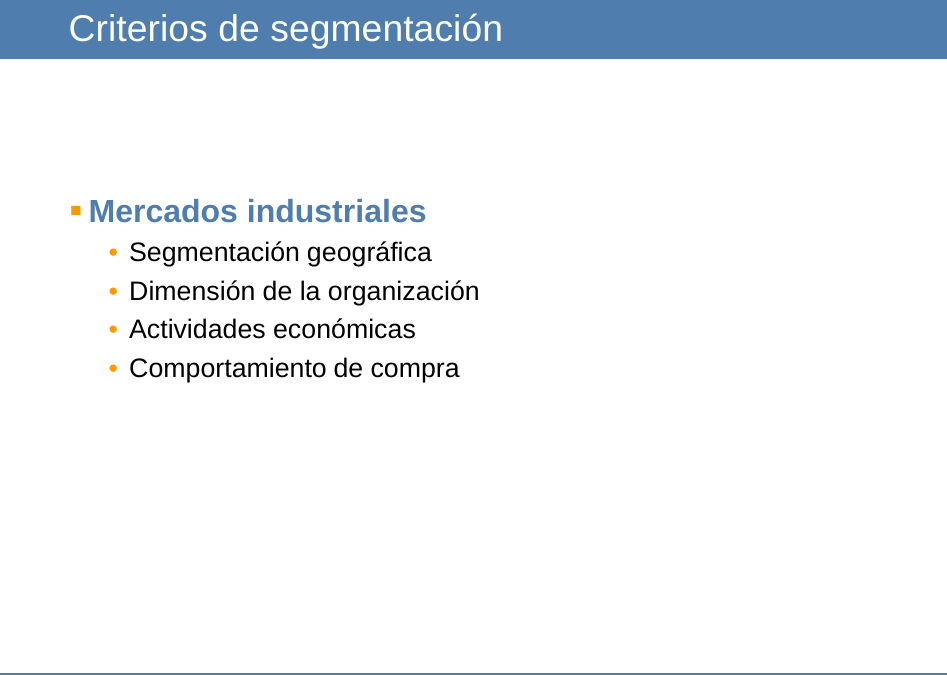 Criterios de segmentación
▪ Mercados industriales
• Segmentación geográfica
• Dimensión de la organización
• Actividades económicas
• Comportamiento de compra